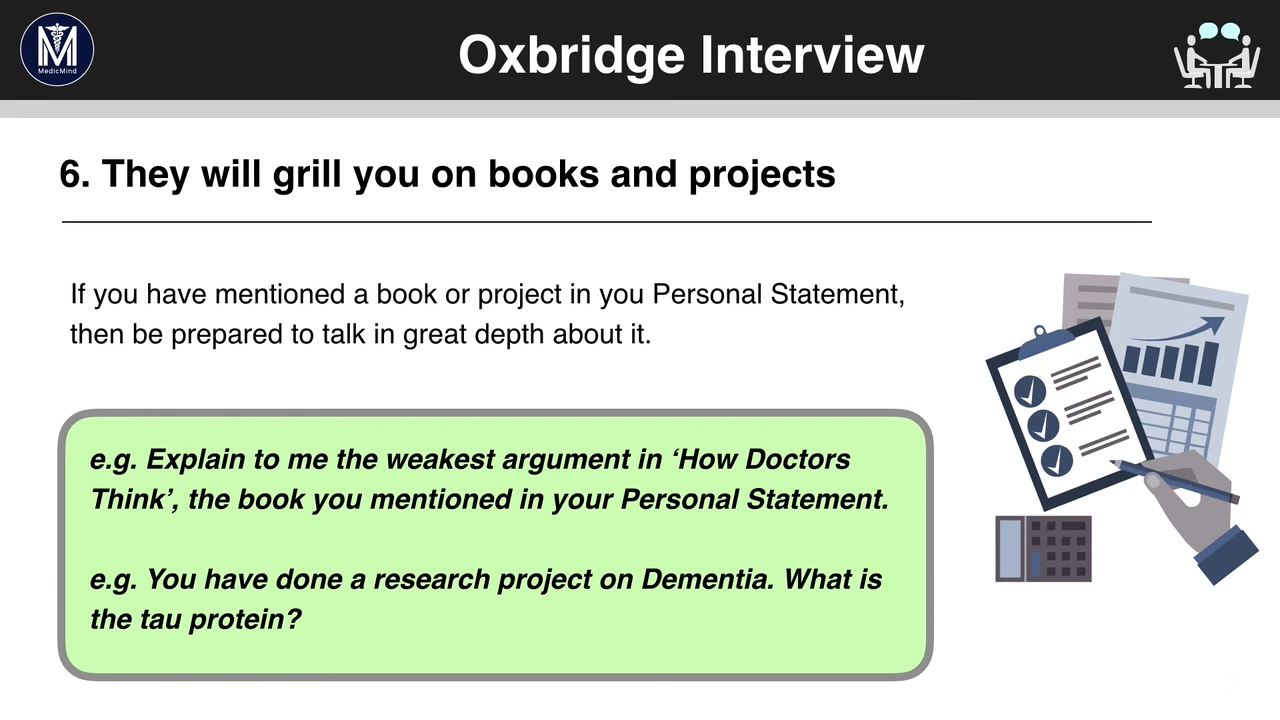 MedicMind
Oxbridge Interview
6. They will grill you on books and projects
If you have mentioned a book or project in you Personal Statement,
then be prepared to talk in great depth about it.
e.g. Explain to me the weakest argument in ‘How Doctors
Think’, the book you mentioned in your Personal Statement.
e.g. You have done a research project on Dementia. What is
the tau protein?